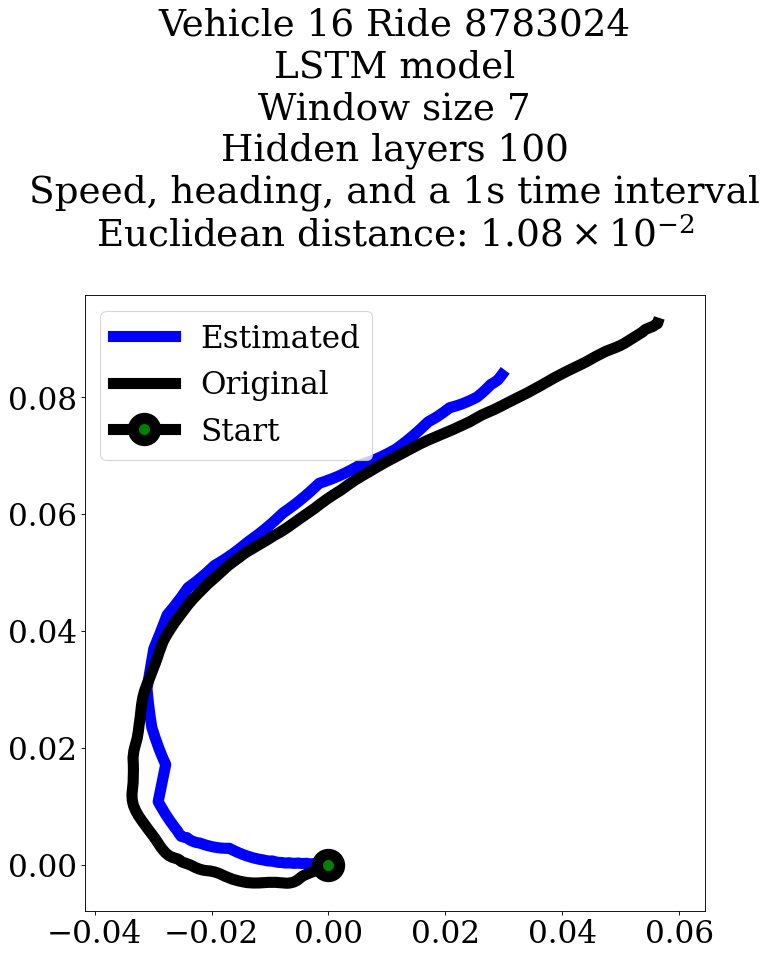 Vehicle 16 Ride 8783024
LSTM model
Window size 7
Hidden layers 100
Speed, heading, and a 1s time interval
Euclidean distance: 1.08 × 10⁻²
Estimated
Original
Start
0.08
0.06
0.04
0.02
0.00
−0.04 −0.02 0.00 0.02 0.04 0.06